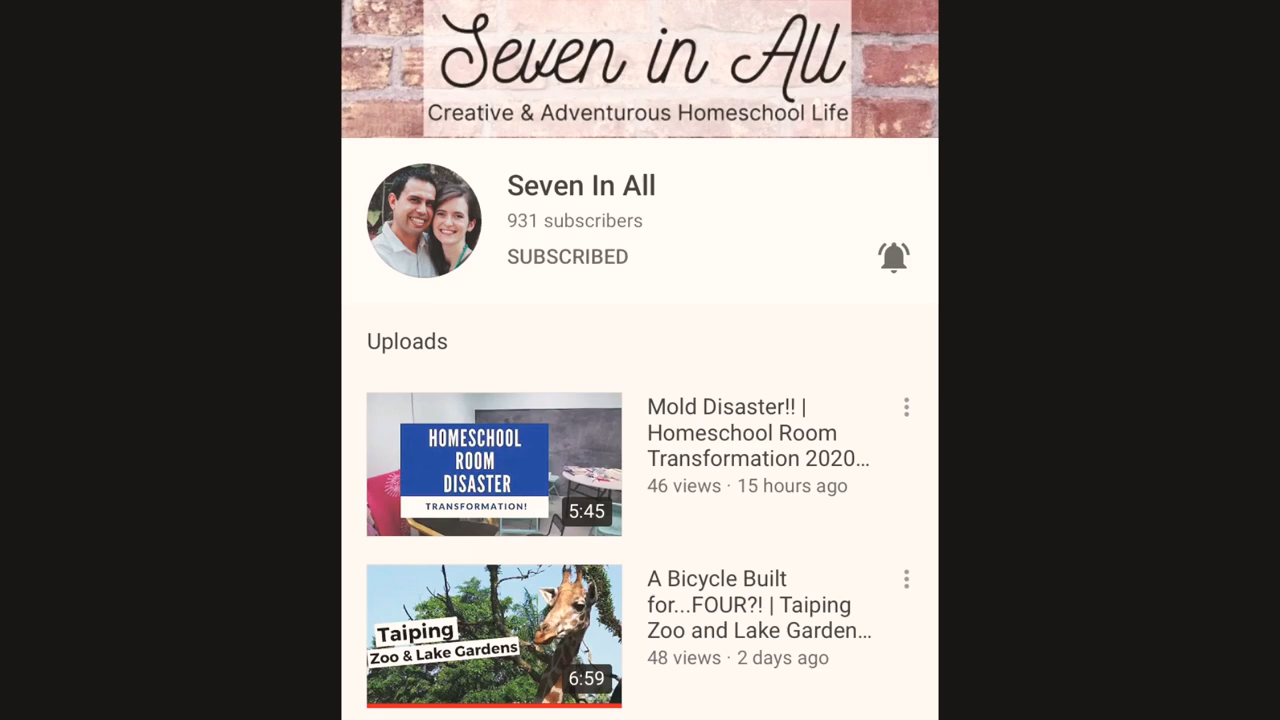 Seven in All
Creative & Adventurous Homeschool Life
Seven In All
931 subscribers
SUBSCRIBED
Uploads
HOMESCHOOL
ROOM
DISASTER
TRANSFORMATION!
5:45
Mold Disaster!! |
Homeschool Room
Transformation 2020...
46 views · 15 hours ago
Taiping
Zoo & Lake Gardens
6:59
A Bicycle Built
for...FOUR?! | Taiping
Zoo and Lake Garden...
48 views · 2 days ago